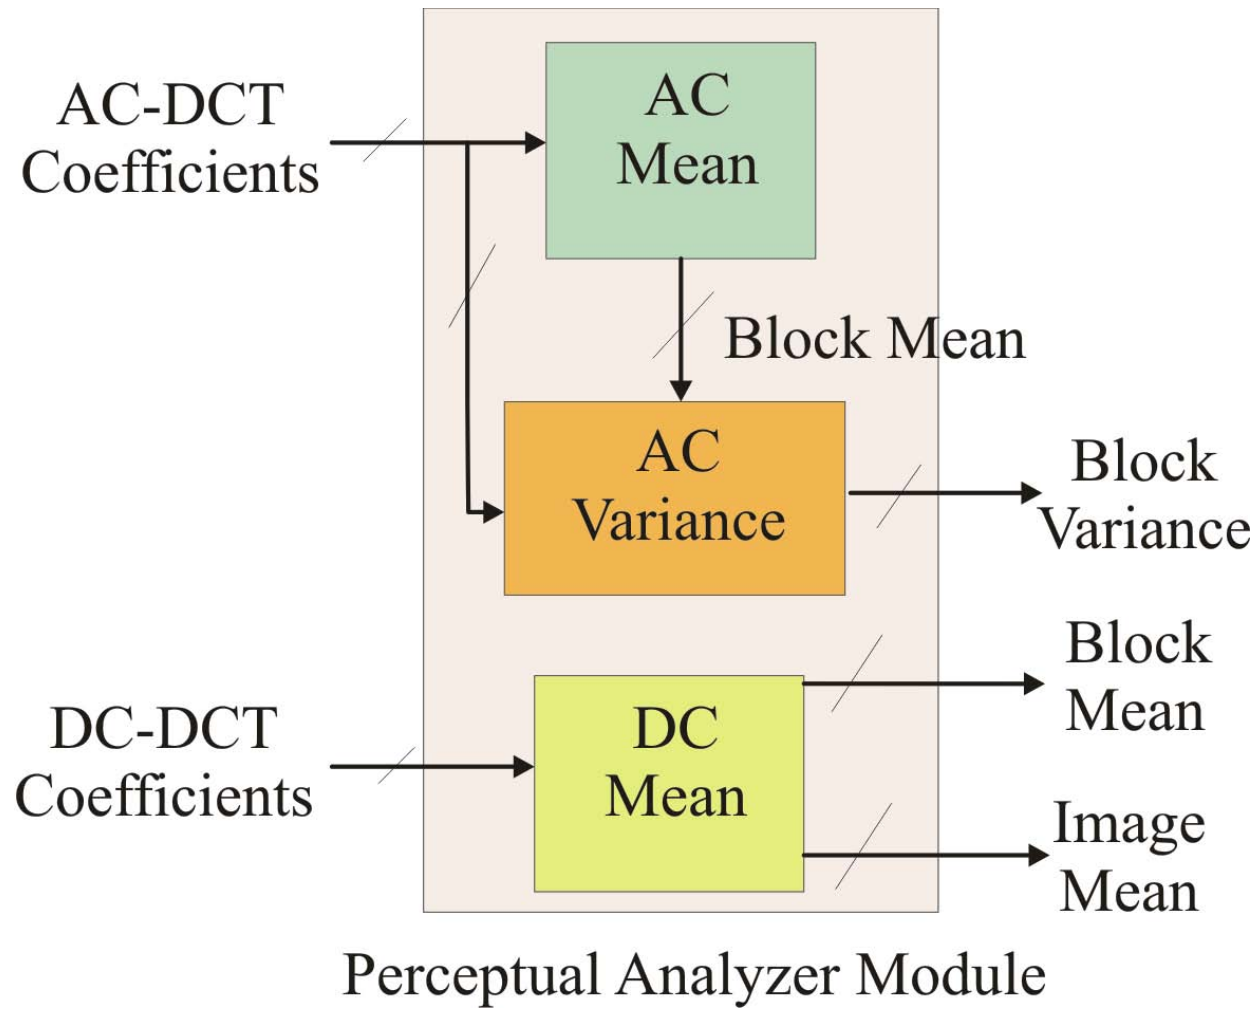 AC-DCT
Coefficients
AC
Mean
Block Mean
AC
Variance
Block
Variance
DC-DCT
Coefficients
DC
Mean
Block
Mean
Image
Mean
Perceptual Analyzer Module